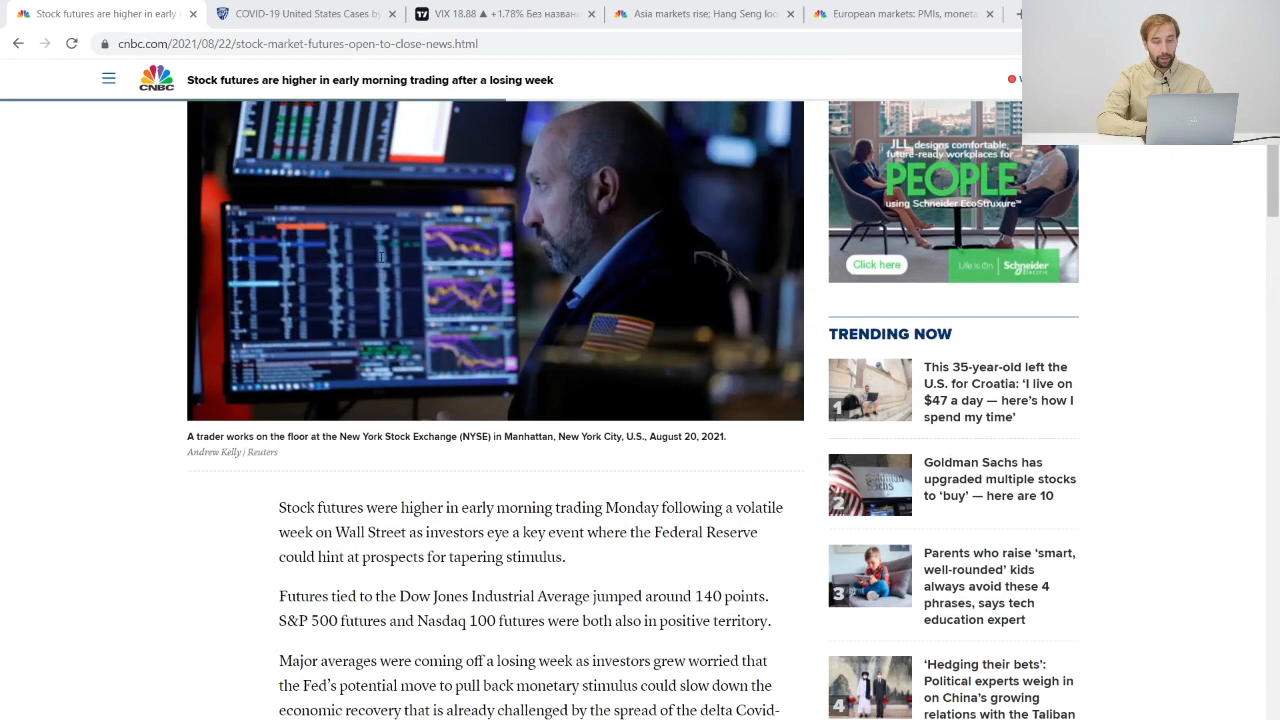 Stock futures are higher in early
COVID-19 United States Cases by
VIX 18.88 ▲ +1.78% Без названи
Asia markets rise; Hang Seng loo
European markets: PMIs, moneta
cnbc.com/2021/08/22/stock-market-futures-open-to-close-news.html
CNBC
Stock futures are higher in early morning trading after a losing week
JLL designs comfortable,
future-ready workplaces for
PEOPLE
using Schneider EcoStruxure™
Click here
Life Is On | Schneider
Electric
A trader works on the floor at the New York Stock Exchange (NYSE) in Manhattan, New York City, U.S., August 20, 2021.
Andrew Kelly | Reuters
Stock futures were higher in early morning trading Monday following a volatile
week on Wall Street as investors eye a key event where the Federal Reserve
could hint at prospects for tapering stimulus.
Futures tied to the Dow Jones Industrial Average jumped around 140 points.
S&P 500 futures and Nasdaq 100 futures were both also in positive territory.
Major averages were coming off a losing week as investors grew worried that
the Fed's potential move to pull back monetary stimulus could slow down the
economic recovery that is already challenged by the spread of the delta Covid-
TRENDING NOW
1
This 35-year-old left the
U.S. for Croatia: 'I live on
$47 a day — here's how I
spend my time'
2
Goldman Sachs
Goldman Sachs has
upgraded multiple stocks
to 'buy' — here are 10
3
Parents who raise 'smart,
well-rounded' kids
always avoid these 4
phrases, says tech
education expert
4
'Hedging their bets':
Political experts weigh in
on China's growing
relations with the Taliban